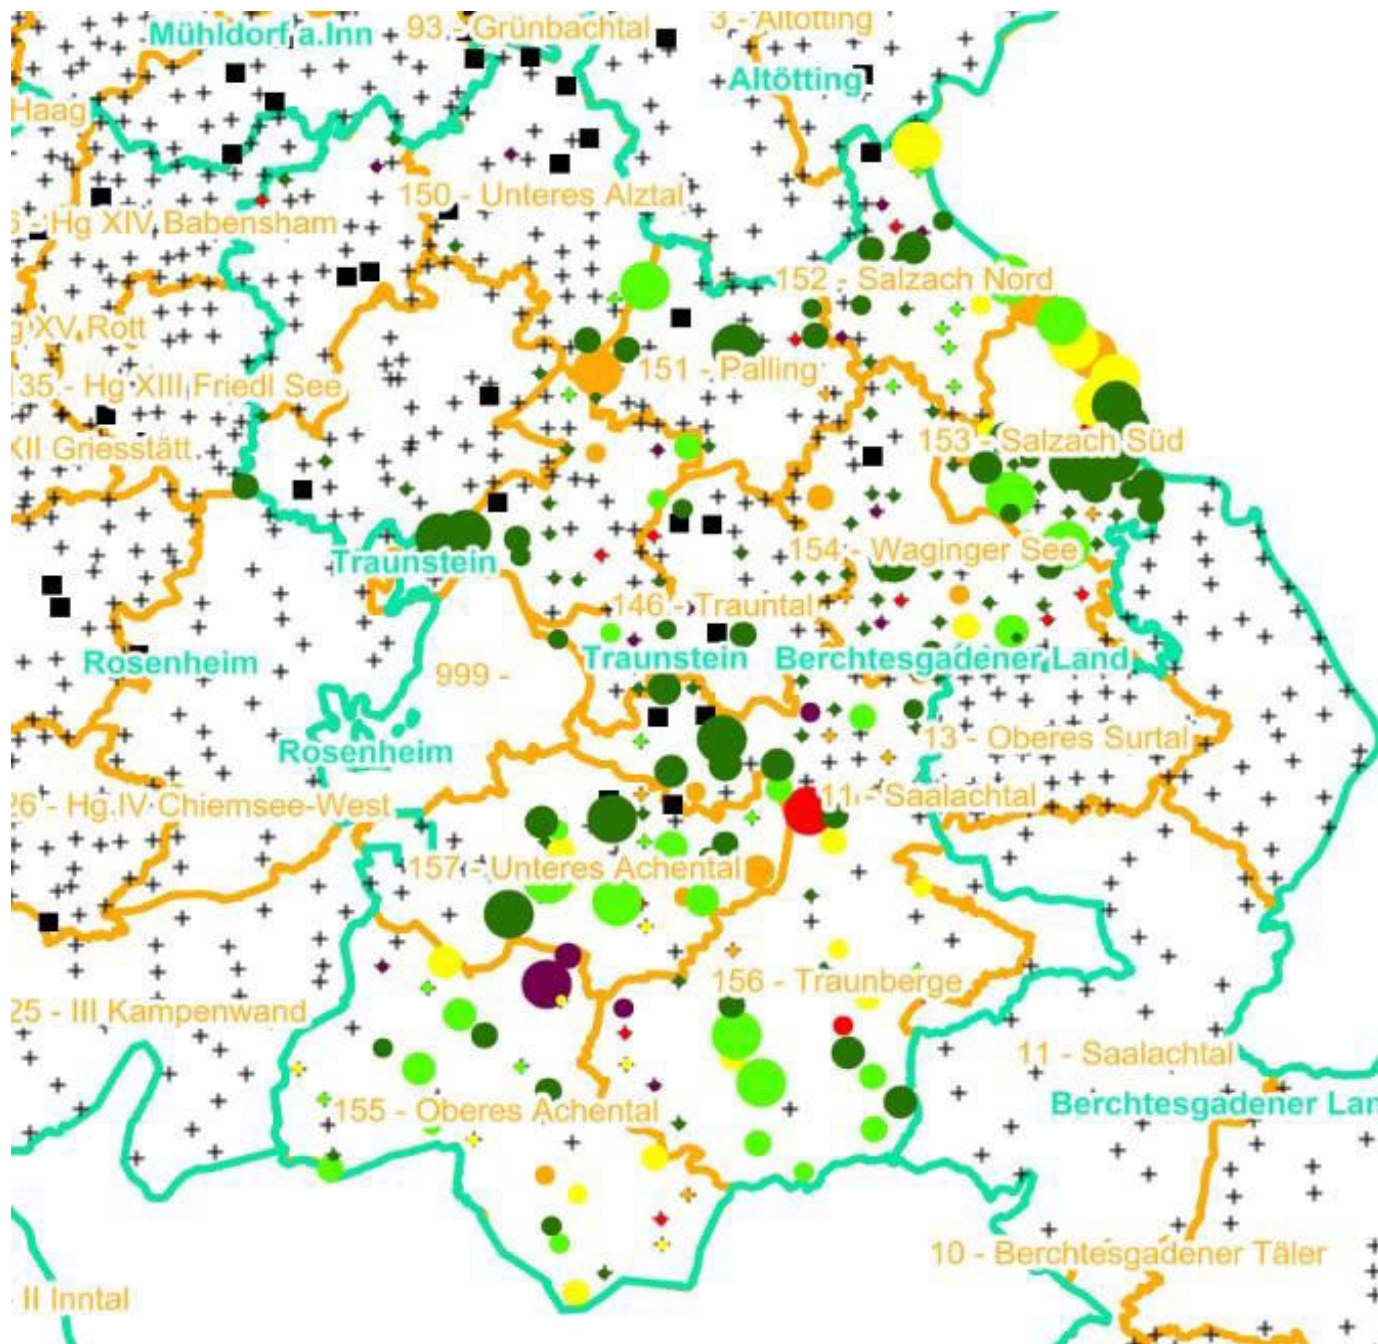 93 - Grünbachtal
3 - Altötting
Mühldorf a.Inn
Altötting
Haag
150 - Unteres Alztal
6 - Hg XIV Babensham
152 - Salzach Nord
g XV Rott
151 - Palling
135 - Hg XIII Friedl See
153 - Salzach Süd
XII Griesstätt
154 - Waginger See
Traunstein
146 - Trauntal
Rosenheim
Traunstein
Berchtesgadener Land
999 -
13 - Oberes Surtal
Rosenheim
26 - Hg IV Chiemsee-West
11 - Saalachtal
157 - Unteres Achental
156 - Traunberge
25 - III Kampenwand
11 - Saalachtal
155 - Oberes Achental
Berchtesgadener Lan
10 - Berchtesgadener Täler
II Inntal